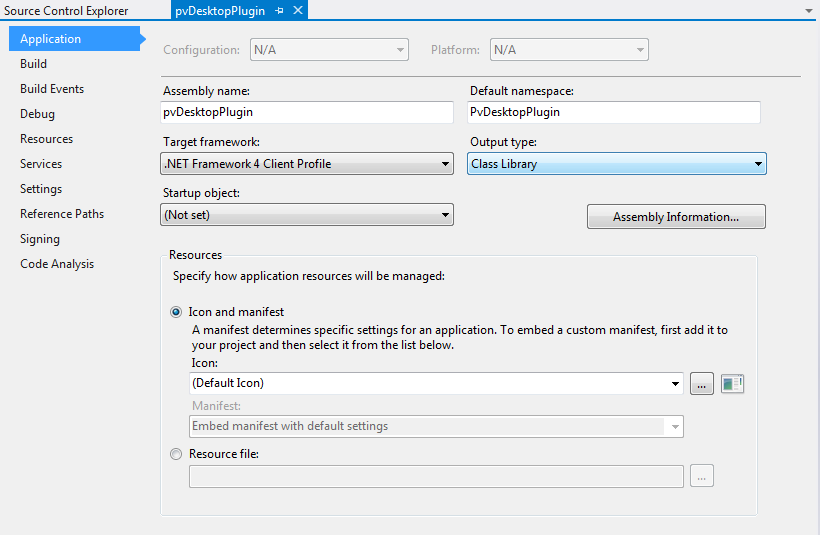 Source Control Explorer pvDesktopPlugin
Application
Build
Build Events
Debug
Resources
Services
Settings
Reference Paths
Signing
Code Analysis
Configuration: N/A Platform: N/A
Assembly name: Default namespace:
pvDesktopPlugin PvDesktopPlugin
Target framework: Output type:
.NET Framework 4 Client Profile Class Library
Startup object:
(Not set) Assembly Information...
Resources
Specify how application resources will be managed:
Icon and manifest
A manifest determines specific settings for an application. To embed a custom manifest, first add it to
your project and then select it from the list below.
Icon:
(Default Icon) ...
Manifest:
Embed manifest with default settings
Resource file:
...